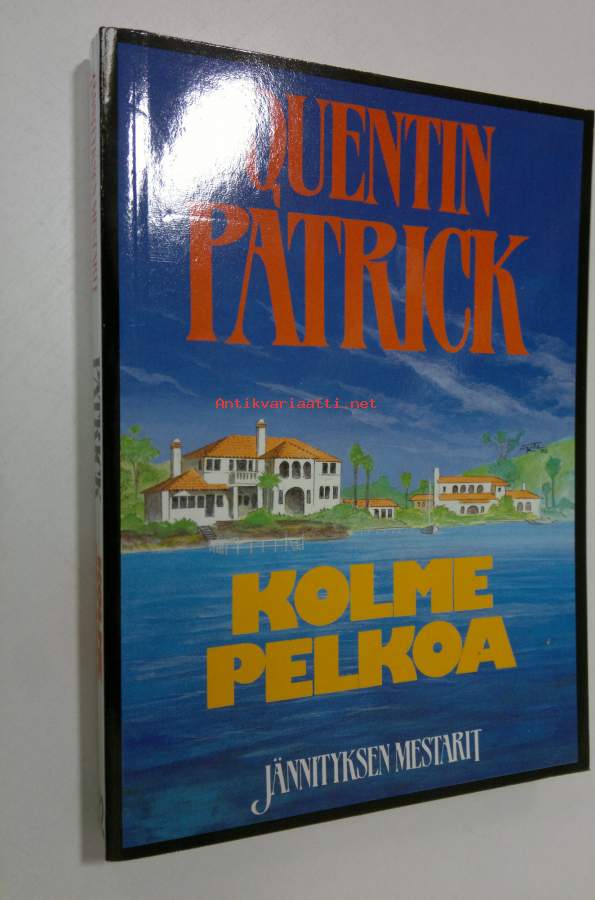 QUENTIN
PATRICK
Antikvariaatti.net
KOLME
PELKOA
JÄNNITYKSEN MESTARIT